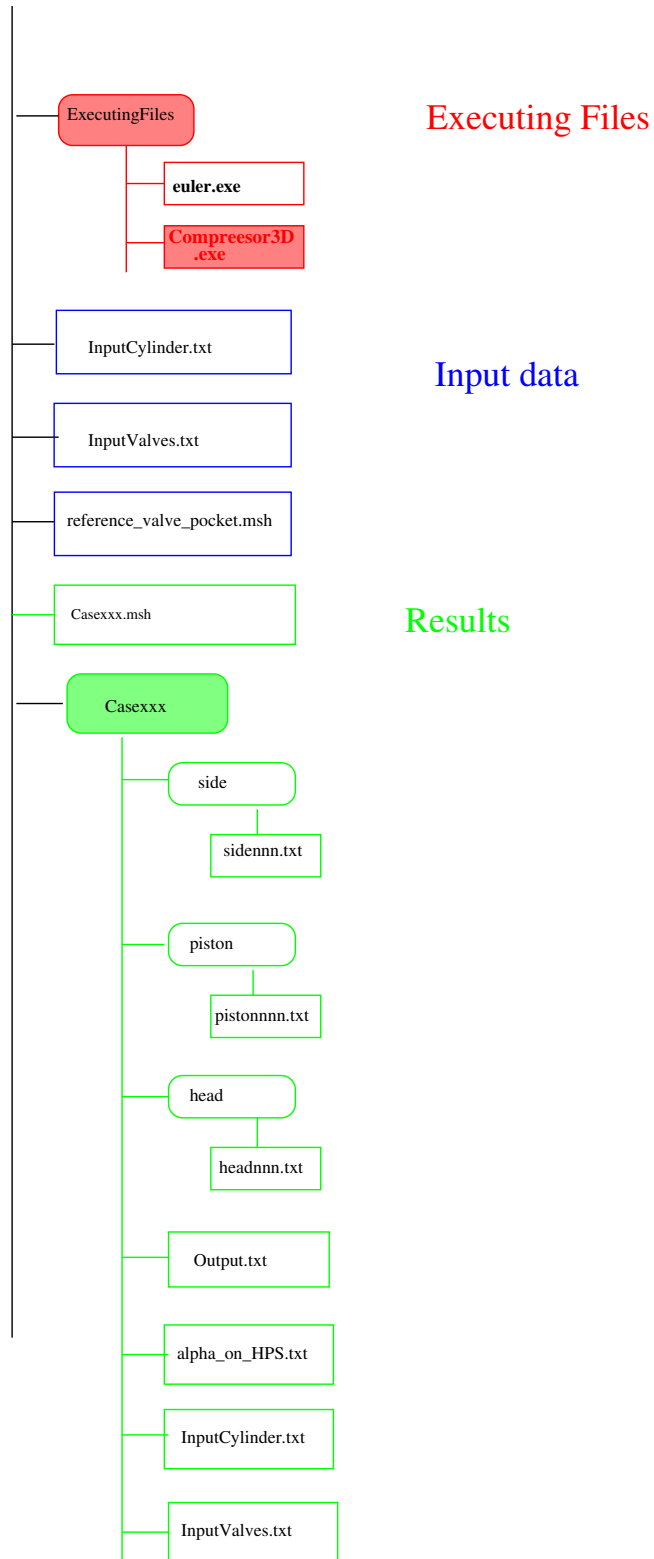 ExecutingFiles
Executing Files
euler.exe
Compreesor3D
.exe
InputCylinder.txt
Input data
InputValves.txt
reference_valve_pocket.msh
Casexxx.msh
Results
Casexxx
side
sidennn.txt
piston
pistonnnn.txt
head
headnnn.txt
Output.txt
alpha_on_HPS.txt
InputCylinder.txt
InputValves.txt